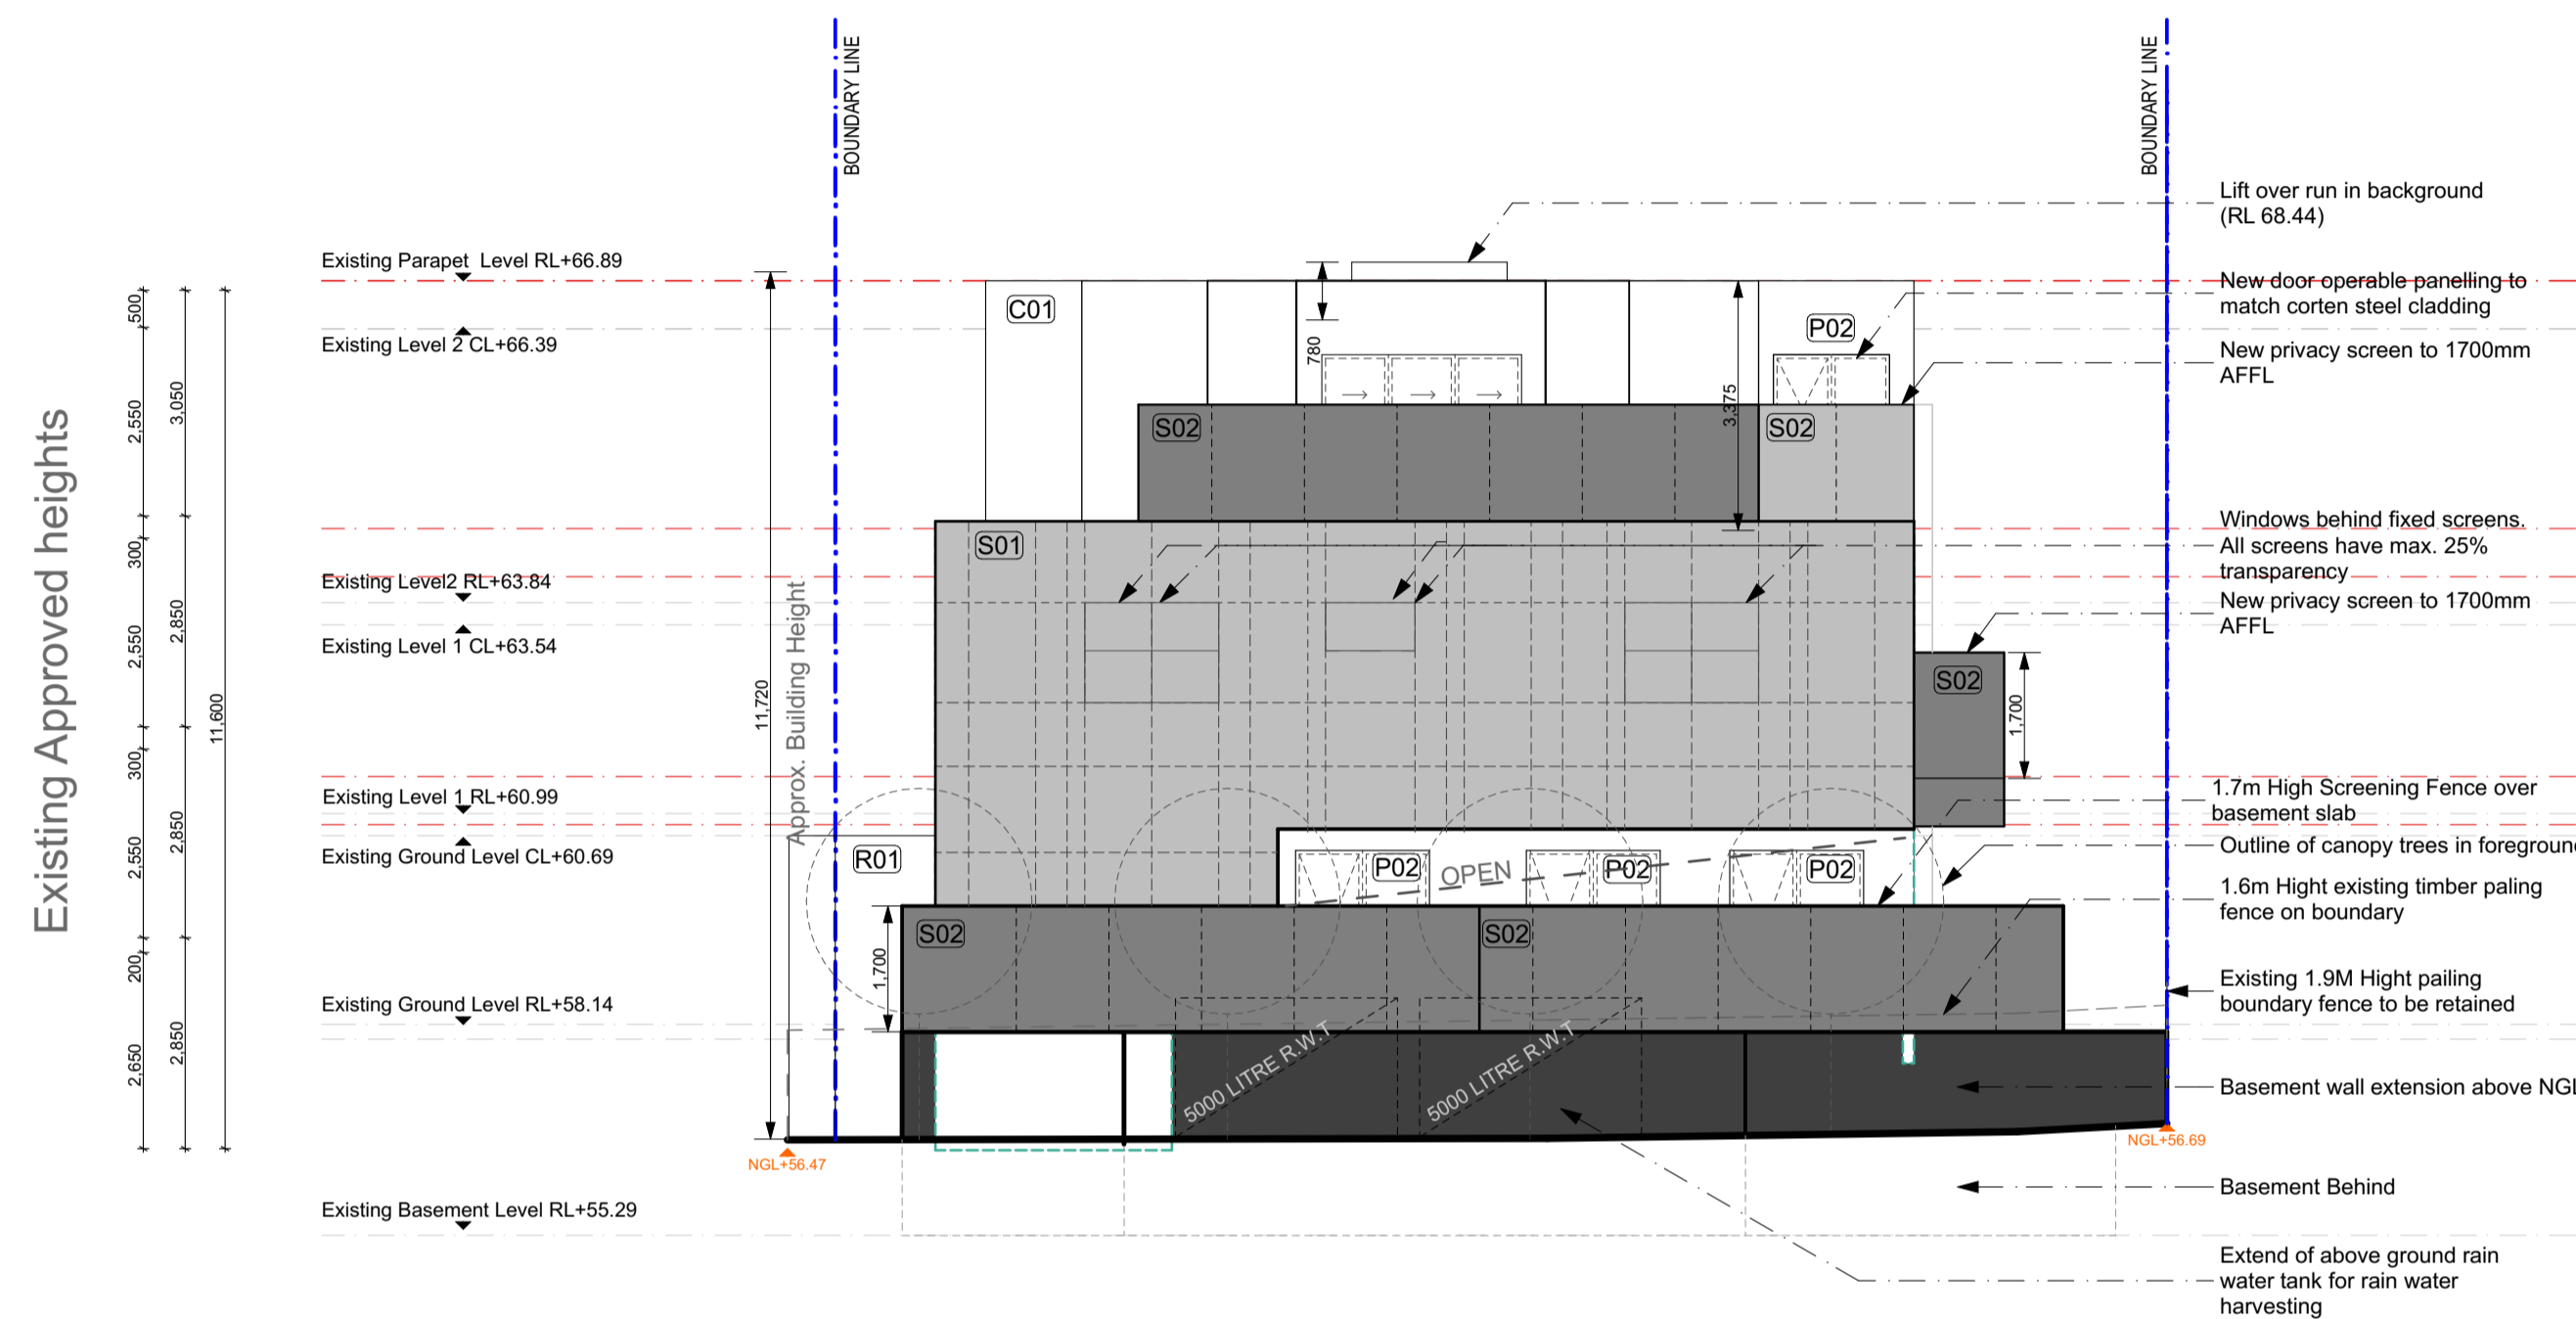 Existing Approved heights
500
2,550
300
2,550
300
2,550
200
2,650
3,050
2,850
2,850
2,850
11,600
Existing Parapet Level RL+66.89
Existing Level 2 CL+66.39
Existing Level2 RL+63.84
Existing Level 1 CL+63.54
Existing Level 1 RL+60.99
Existing Ground Level CL+60.69
Existing Ground Level RL+58.14
Existing Basement Level RL+55.29
11,720
Approx. Building Height
BOUNDARY LINE
BOUNDARY LINE
C01
780
P02
3,375
S02
S02
S01
S02
1,700
R01
P02
OPEN
P02
P02
S02
S02
1,700
5000 LITRE R.W.T
5000 LITRE R.W.T
NGL+56.47
NGL+56.69
Lift over run in background
(RL 68.44)
New door operable panelling to
match corten steel cladding
New privacy screen to 1700mm
AFFL
Windows behind fixed screens.
All screens have max. 25%
transparency
New privacy screen to 1700mm
AFFL
1.7m High Screening Fence over
basement slab
Outline of canopy trees in foreground
1.6m Hight existing timber paling
fence on boundary
Existing 1.9M Hight pailing
boundary fence to be retained
Basement wall extension above NGL
Basement Behind
Extend of above ground rain
water tank for rain water
harvesting